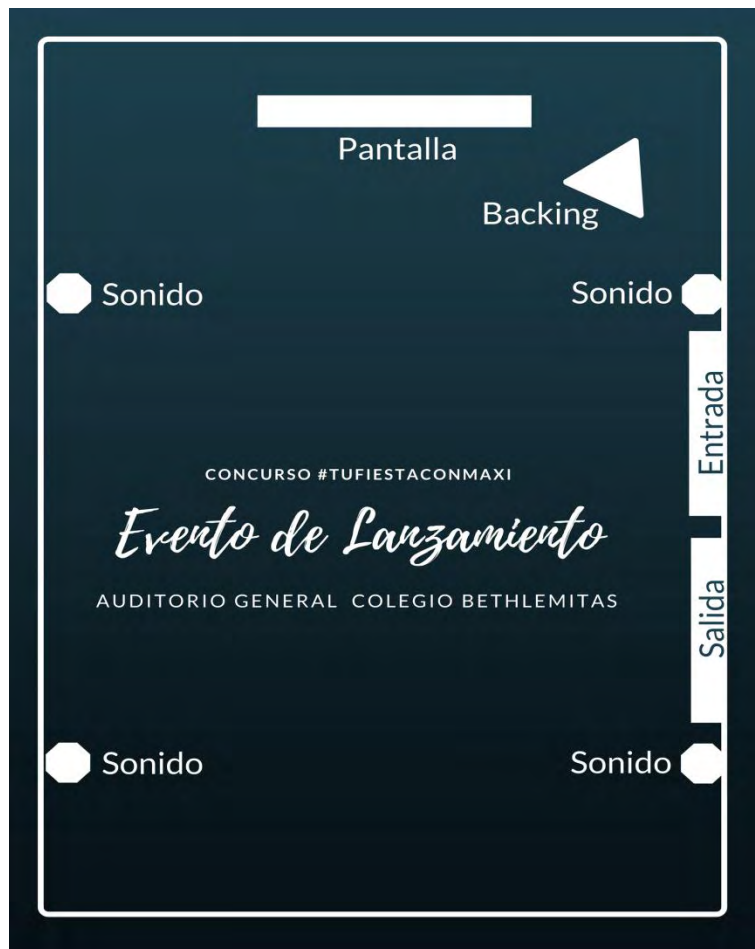 Pantalla
Backing
Sonido
Sonido
Entrada
CONCURSO #TUFIESTACONMAXI
Evento de Lanzamiento
AUDITORIO GENERAL COLEGIO BETHLEMITAS
Salida
Sonido
Sonido